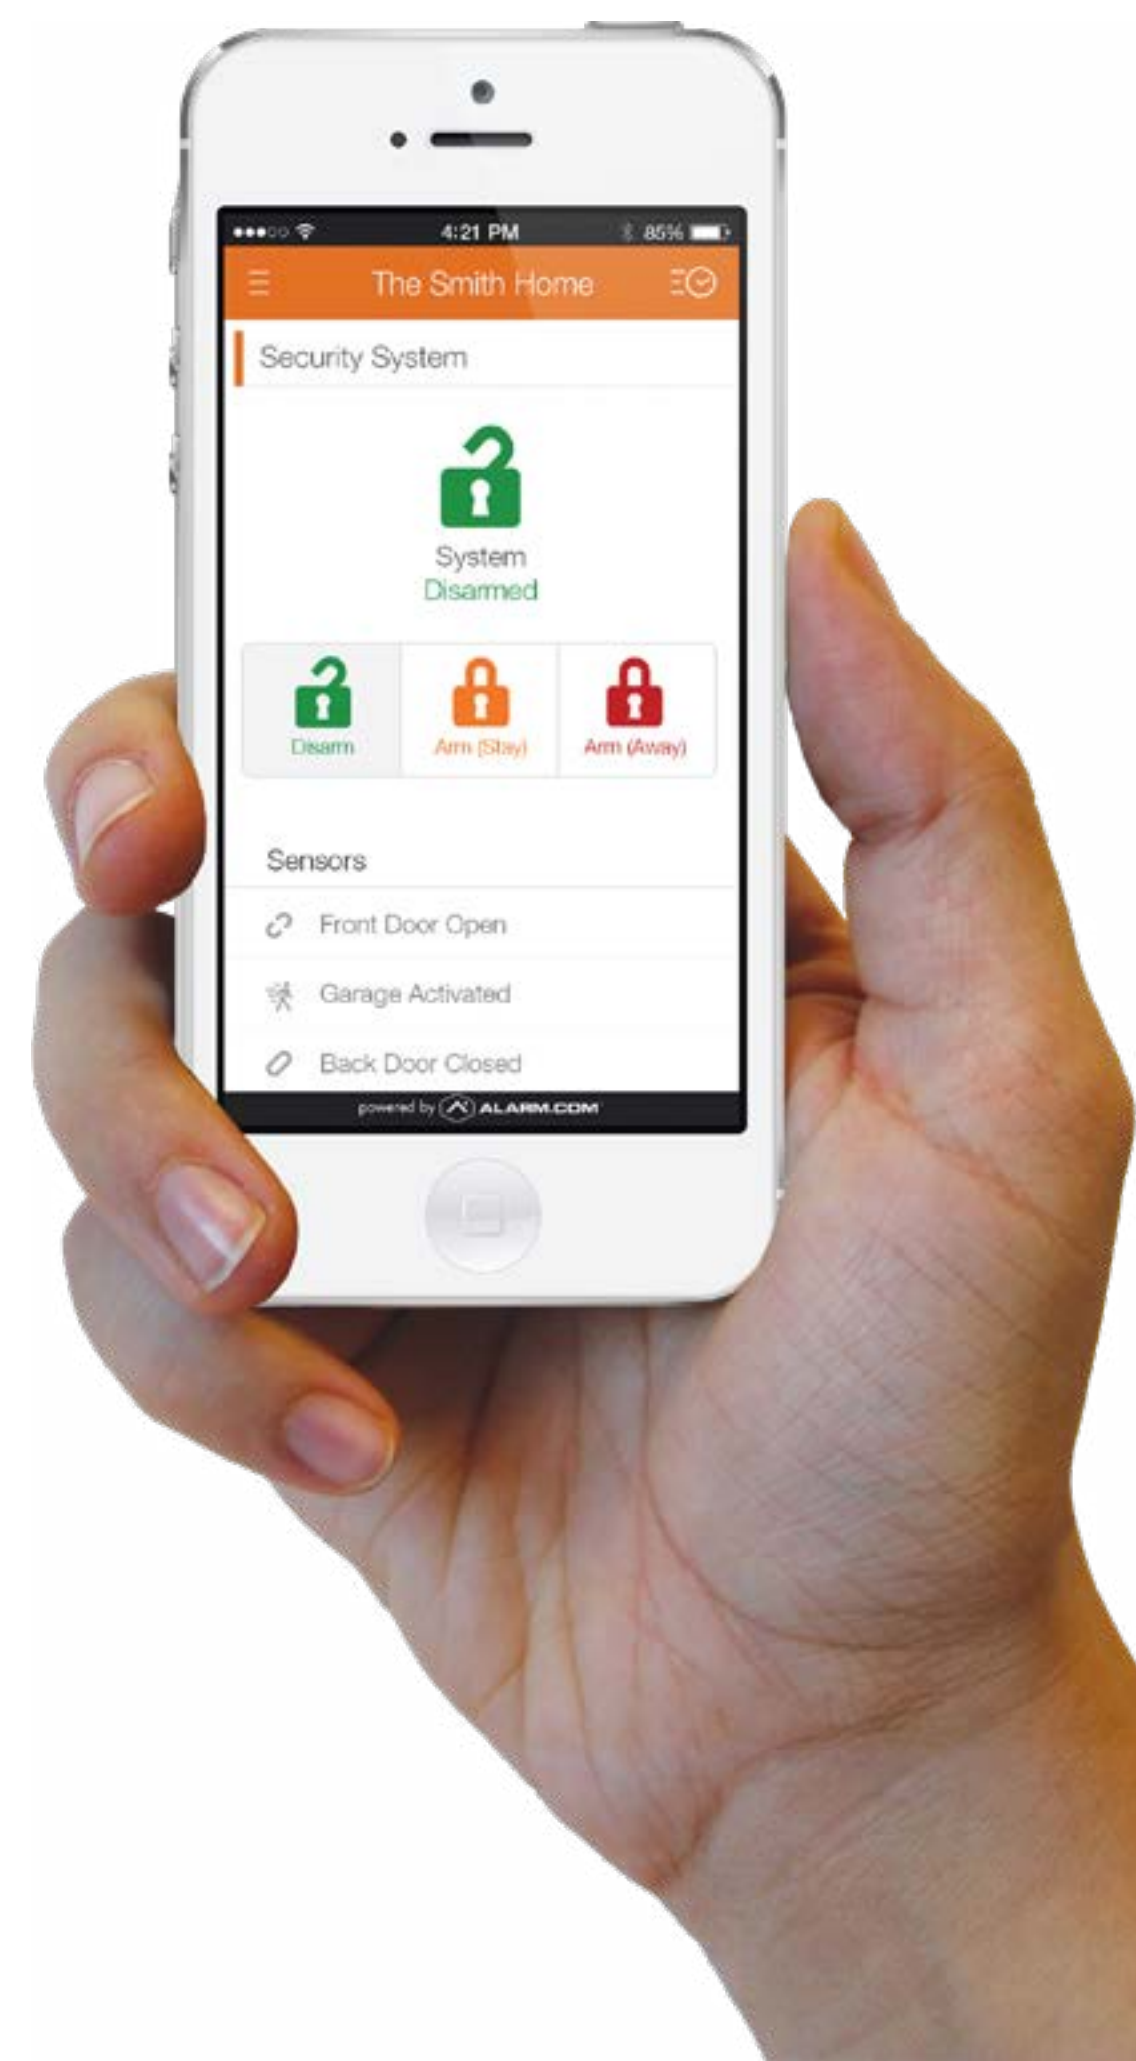 4:21 PM 85%
The Smith Home
Security System
System
Disarmed
Disarm Arm (Stay) Arm (Away)
Sensors
Front Door Open
Garage Activated
Back Door Closed
powered by ALARM.COM